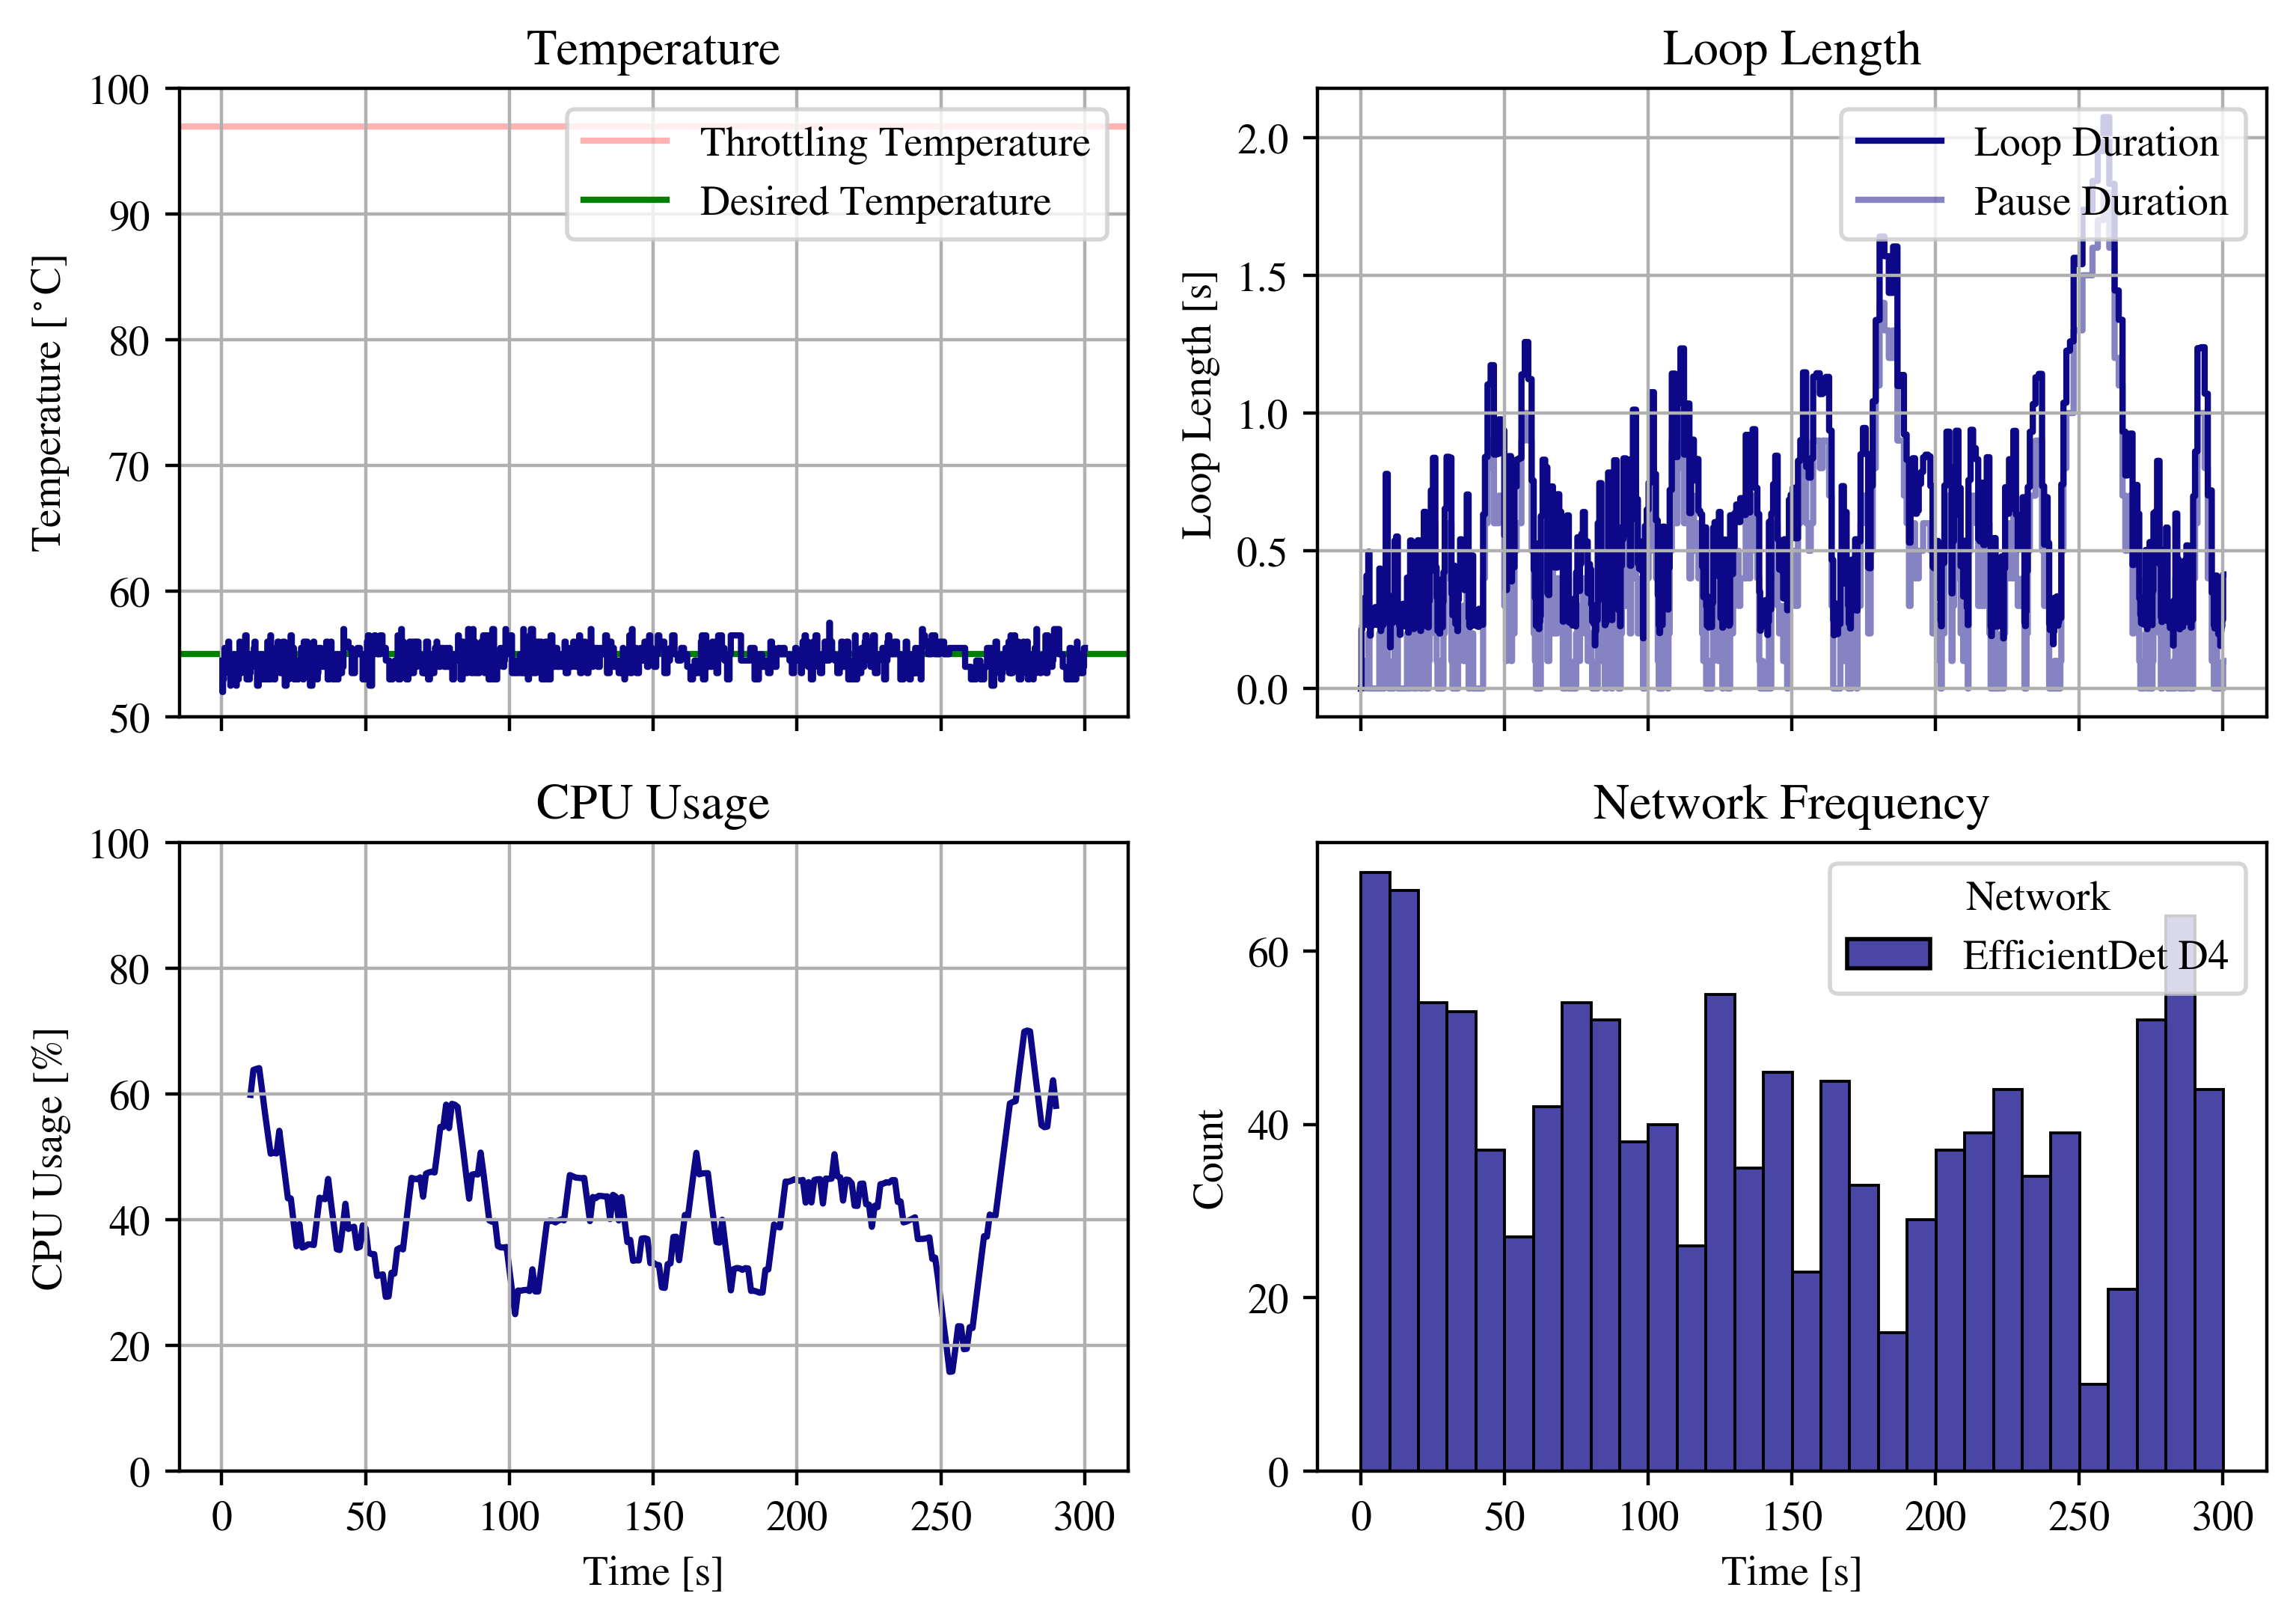 Temperature
100
90
80
70
60
50
Temperature [°C]
Throttling Temperature
Desired Temperature
Loop Length
2.0
1.5
1.0
0.5
0.0
Loop Length [s]
Loop Duration
Pause Duration
CPU Usage
100
80
60
40
20
0
CPU Usage [%]
0 50 100 150 200 250 300
Time [s]
Network Frequency
60
40
20
0
Count
Network
EfficientDet D4
0 50 100 150 200 250 300
Time [s]